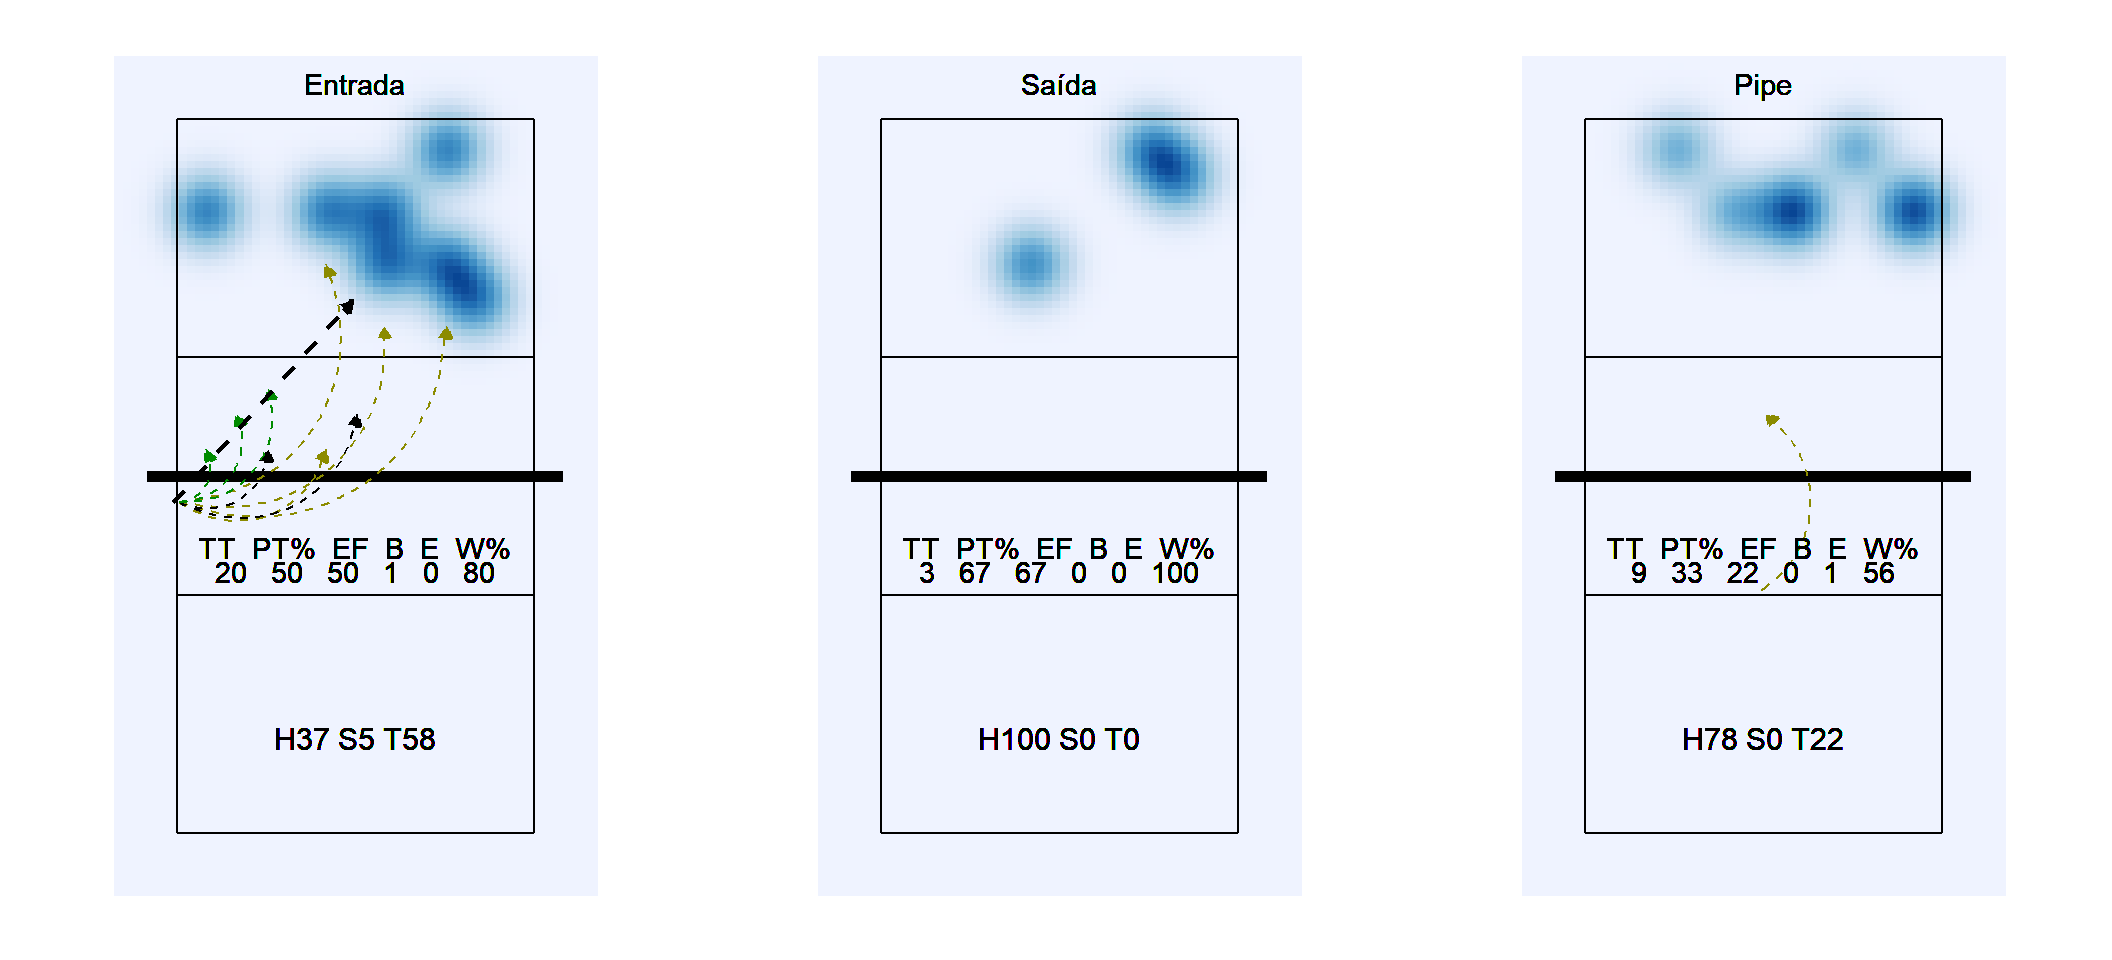 Entrada
TT PT% EF B E W%
20 50 50 1 0 80
H37 S5 T58
Saída
TT PT% EF B E W%
3 67 67 0 0 100
H100 S0 T0
Pipe
TT PT% EF B E W%
9 33 22 0 1 56
H78 S0 T22